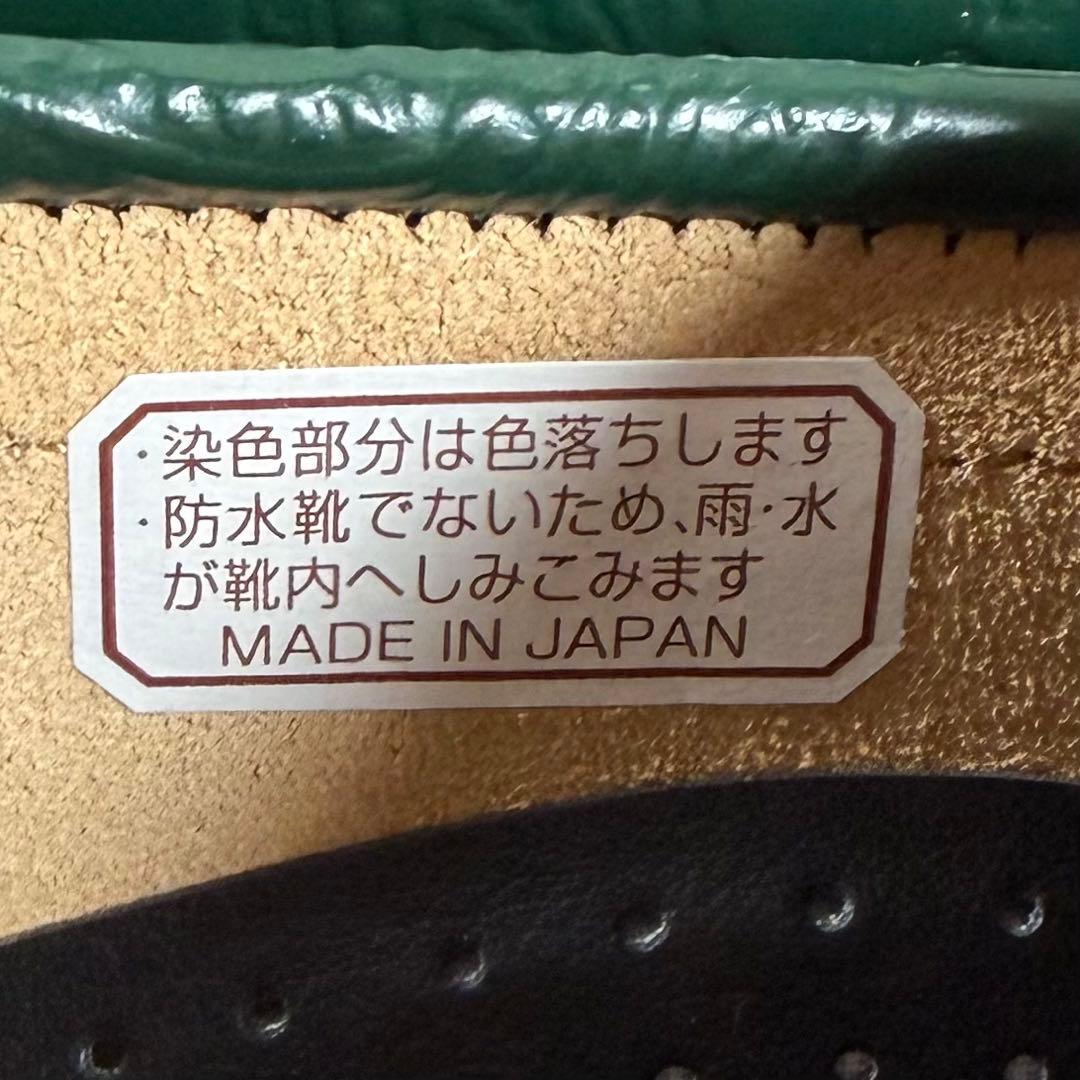 ・染色部分は色落ちします
・防水靴でないため、雨・水
が靴内へしみこみます
MADE IN JAPAN